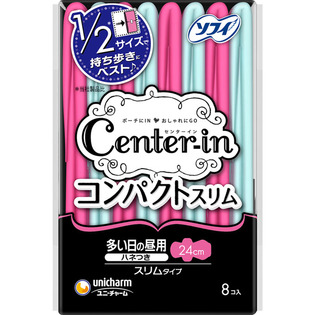 1/2サイズで
持ち歩きに
ベスト♪
※当社製品比
ソフィ
ポーチにIN ♥ おしゃれにGO
センターイン
Center-in
コンパクトスリム
多い日の昼用
ハネつき
24cm
スリムタイプ
unicharm
ユニ・チャーム
8コ入